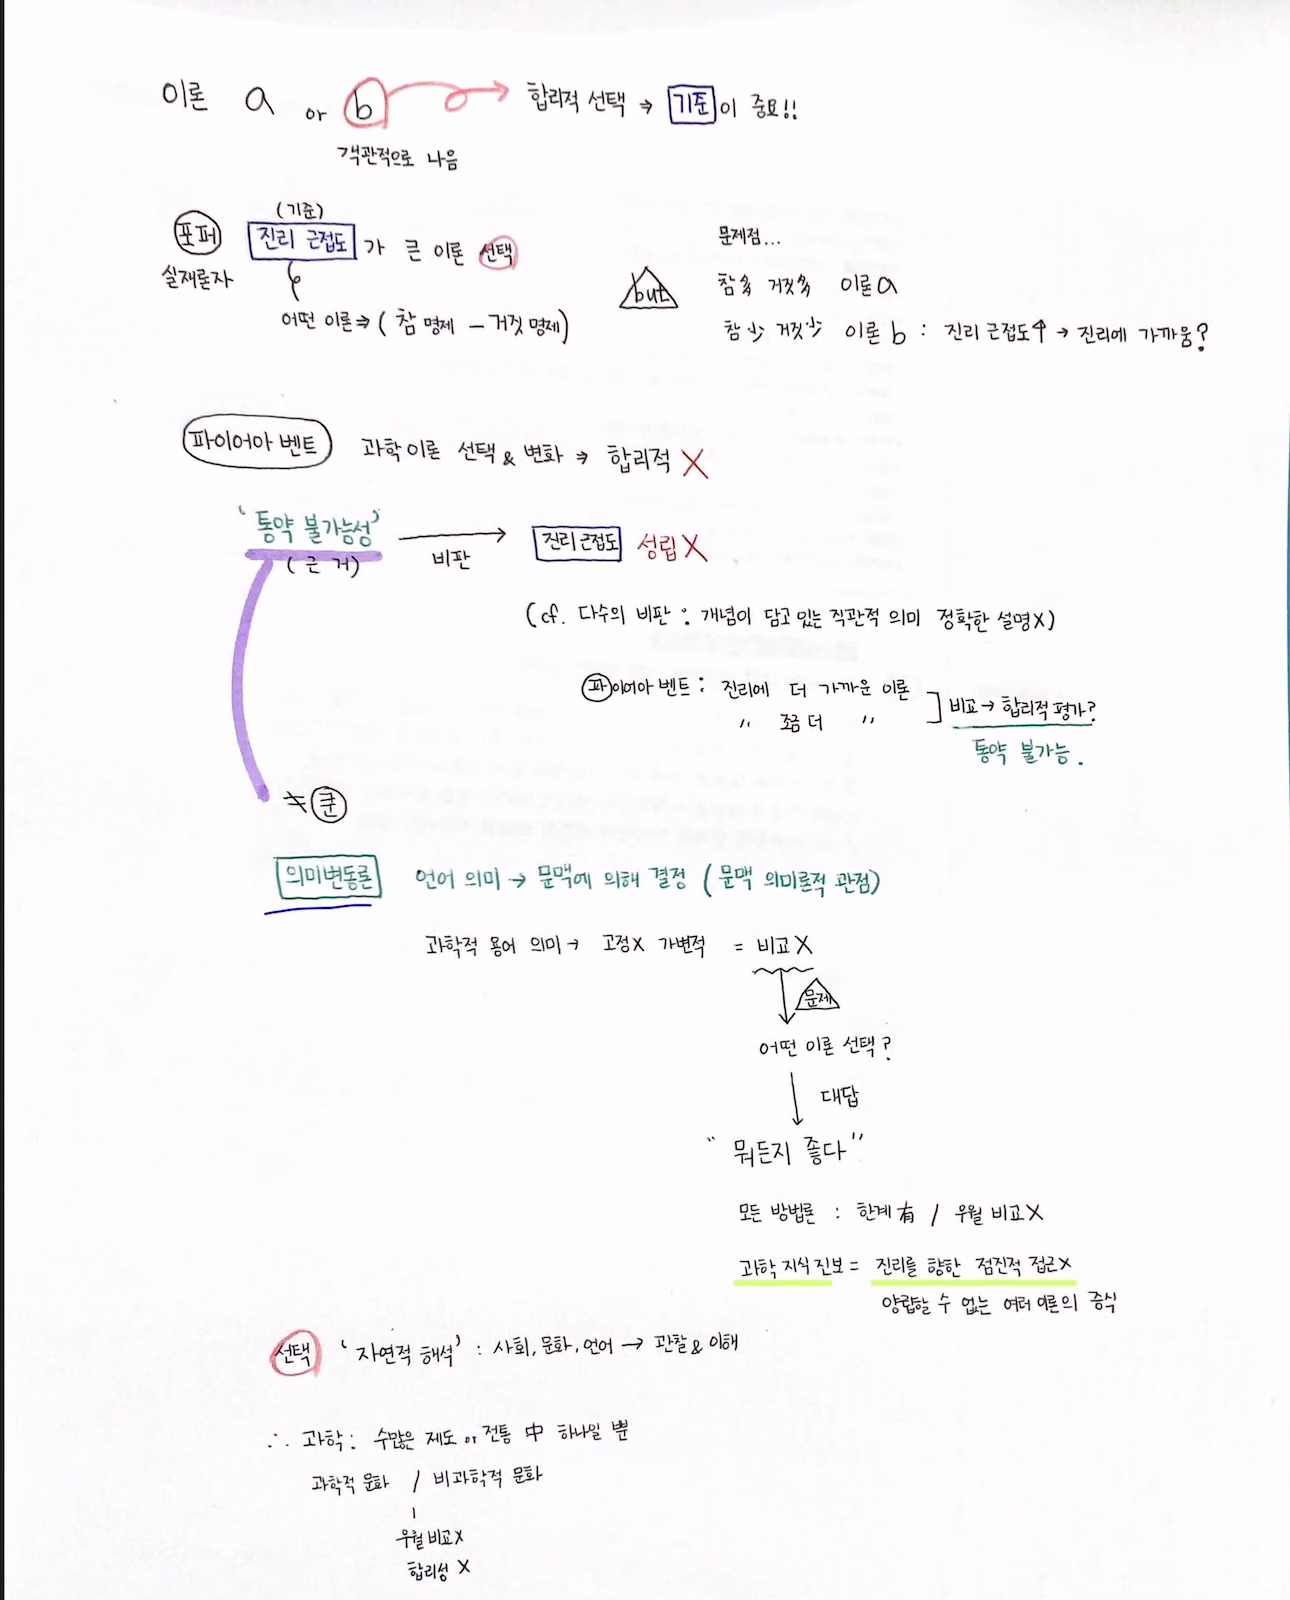 이론 a or b 합리적 선택 → 기준이 중요!!
객관적으로 나음
(기준)
포퍼 진리 근접도가 큰 이론 선택
실재론자
어떤 이론⇒(참 명제 - 거짓 명제)
but
문제점...
참多 거짓多 이론a
참少 거짓少 이론 b : 진리 근접도↑ → 진리에 가까움?
파이어아벤트 과학이론 선택 & 변화 ⇒ 합리적 X
'통약 불가능성' 비판 → 진리근접도 성립X
(근거)
(cf. 다수의 비판 : 개념이 담고 있는 직관적 의미 정확한 설명X)
파이어아벤트 : 진리에 더 가까운 이론
〃 조금 더 〃
] 비교→ 합리적 평가?
통약 불가능.
≠ 쿤
의미변동론 언어 의미 → 문맥에 의해 결정 (문맥 의미론적 관점)
과학적 용어 의미→ 고정X 가변적 = 비교X
문제
어떤 이론 선택?
대답
"뭐든지 좋다"
모든 방법론 : 한계有 / 우월 비교X
과학 지식 진보 = 진리를 향한 점진적 접근X
양립할 수 없는 여러 이론의 증식
선택 '자연적 해석' : 사회, 문화, 언어 → 관찰 & 이해
∴ 과학 : 수많은 제도 or 전통 中 하나일 뿐
과학적 문화 / 비과학적 문화
우월 비교X
합리성 X